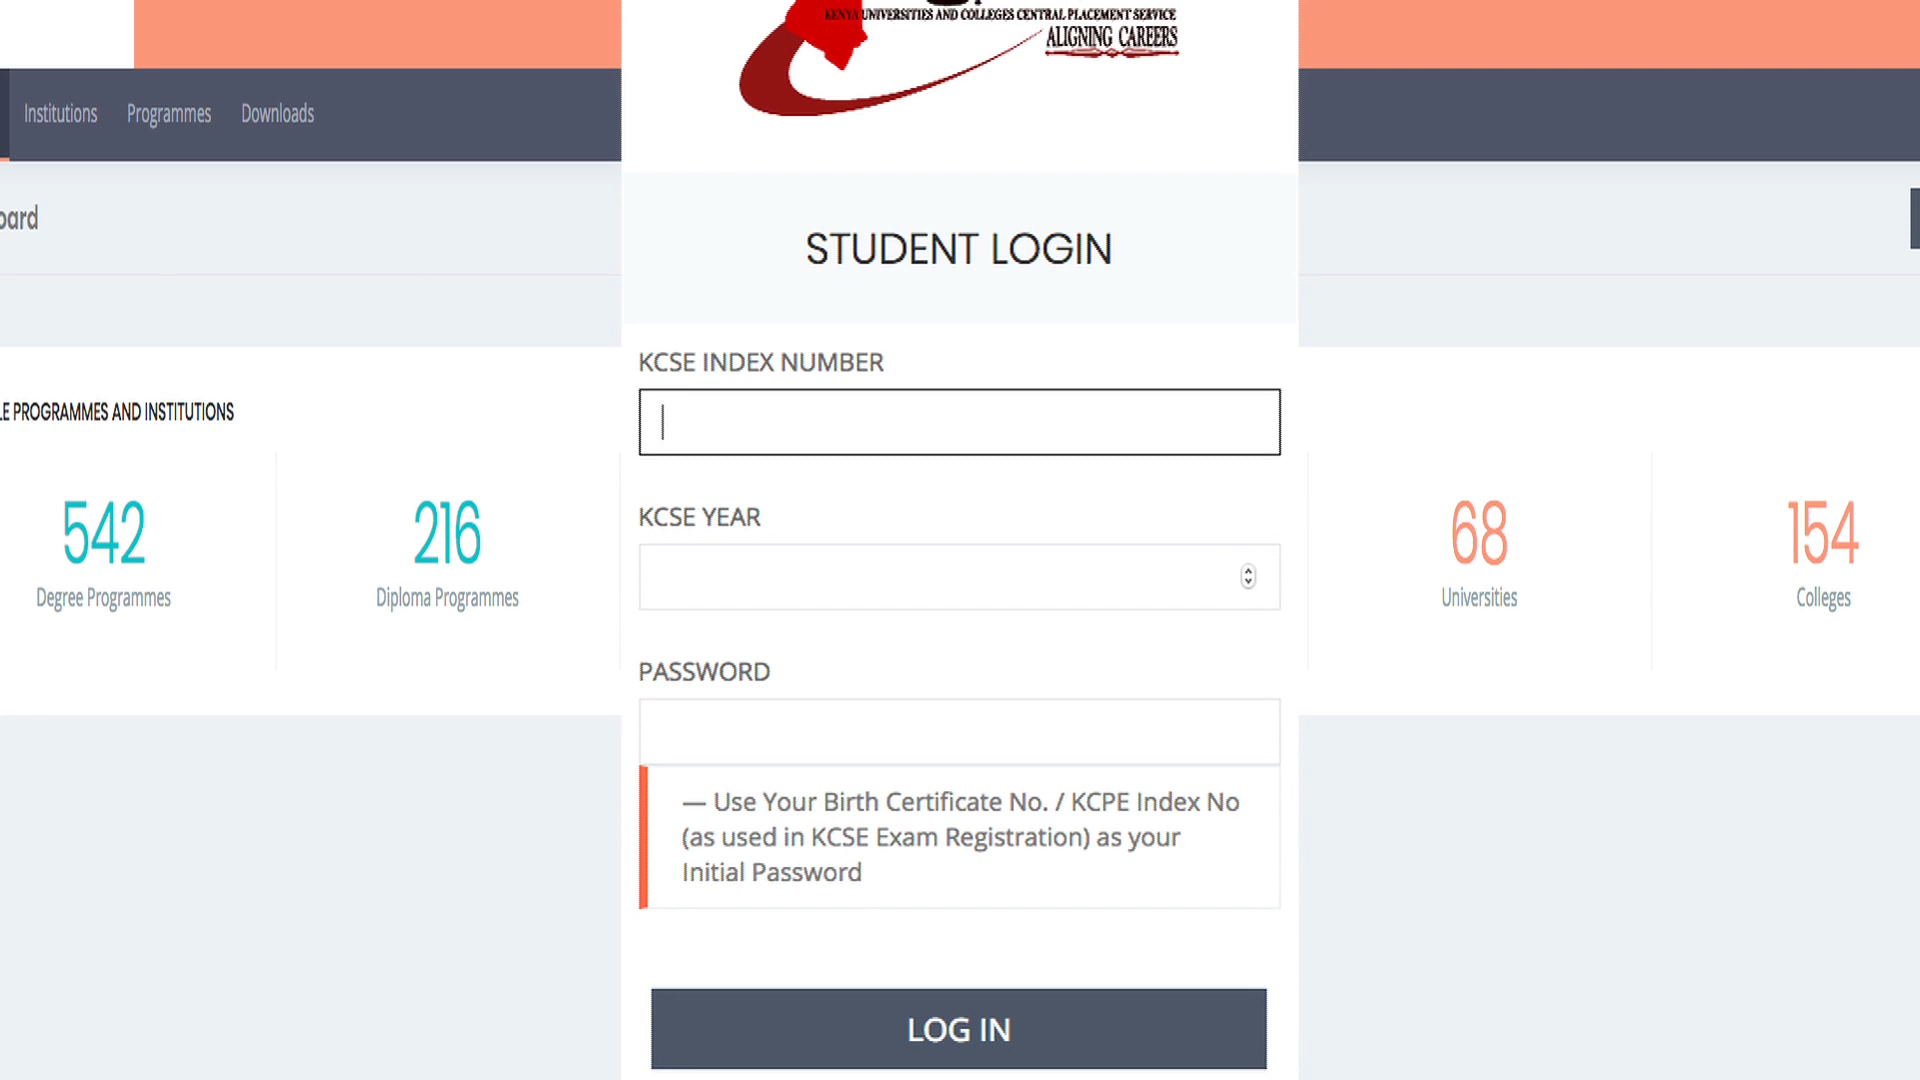 KENYA UNIVERSITIES AND COLLEGES CENTRAL PLACEMENT SERVICE
ALIGNING CAREERS
Institutions Programmes Downloads
oard
STUDENT LOGIN
KCSE INDEX NUMBER
LE PROGRAMMES AND INSTITUTIONS
542
Degree Programmes
216
Diploma Programmes
KCSE YEAR
68
Universities
154
Colleges
PASSWORD
— Use Your Birth Certificate No. / KCPE Index No
(as used in KCSE Exam Registration) as your
Initial Password
LOG IN